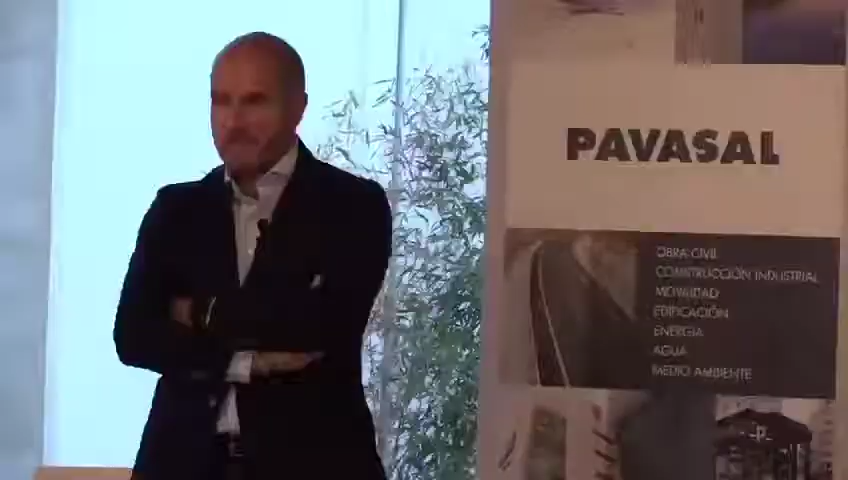 PAVASAL
OBRA CIVIL
CONSTRUCCIÓN INDUSTRIAL
MOVILIDAD
EDIFICACIÓN
ENERGÍA
AGUA
MEDIO AMBIENTE